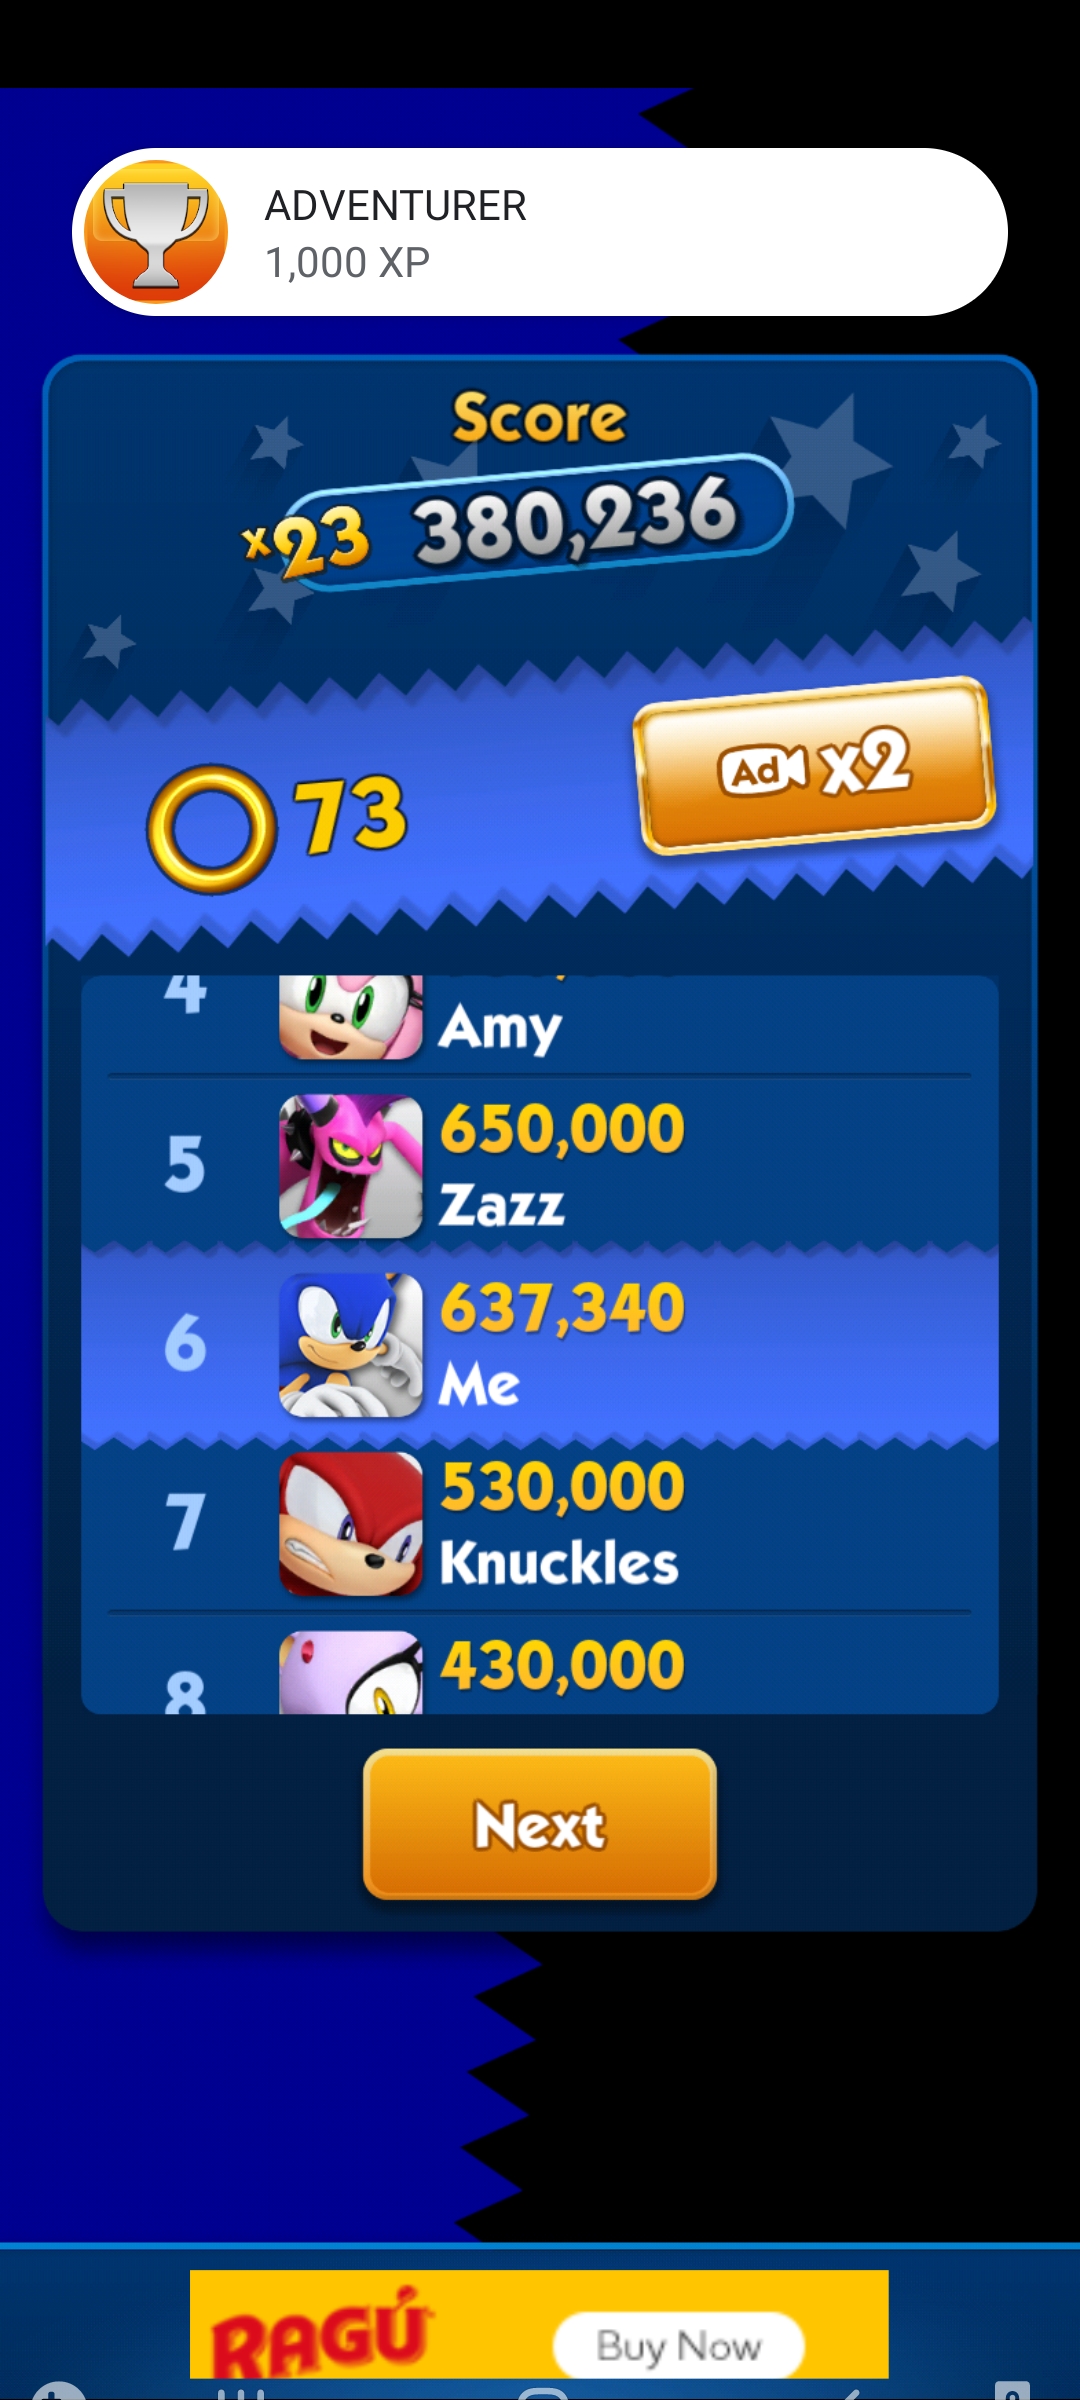 ADVENTURER
1,000 XP
Score
x23 380,236
73
Ad x2
4
Amy
5
650,000
Zazz
6
637,340
Me
7
530,000
Knuckles
8
430,000
Next
RAGÚ
Buy Now